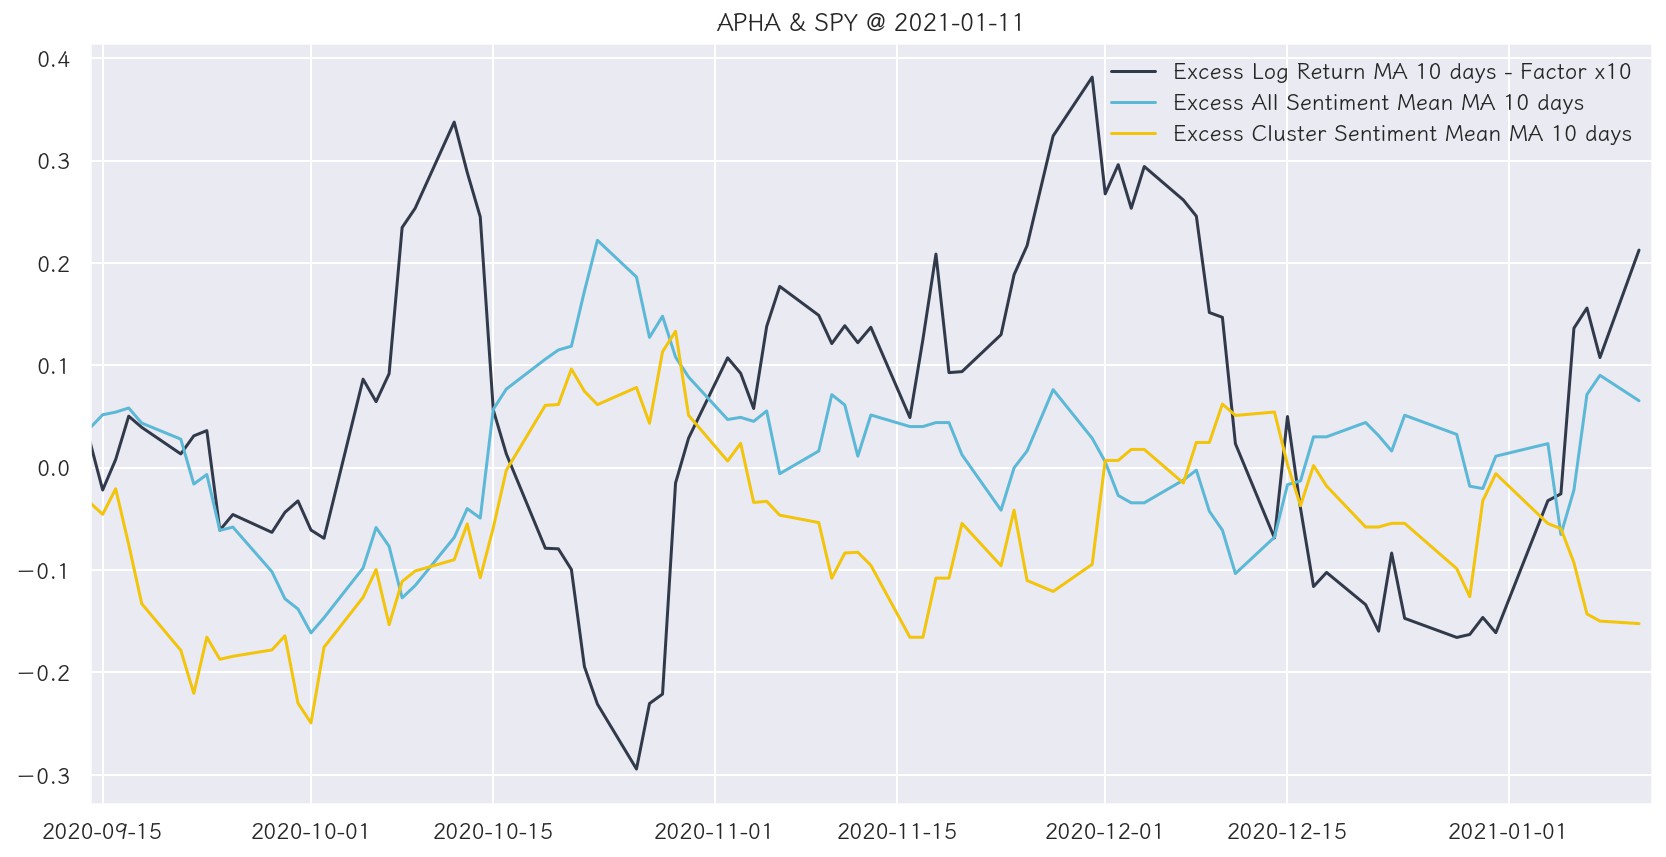 APHA & SPY @ 2021-01-11
Excess Log Return MA 10 days - Factor x10
Excess All Sentiment Mean MA 10 days
Excess Cluster Sentiment Mean MA 10 days
0.4
0.3
0.2
0.1
0.0
−0.1
−0.2
−0.3
2020-09-15 2020-10-01 2020-10-15 2020-11-01 2020-11-15 2020-12-01 2020-12-15 2021-01-01